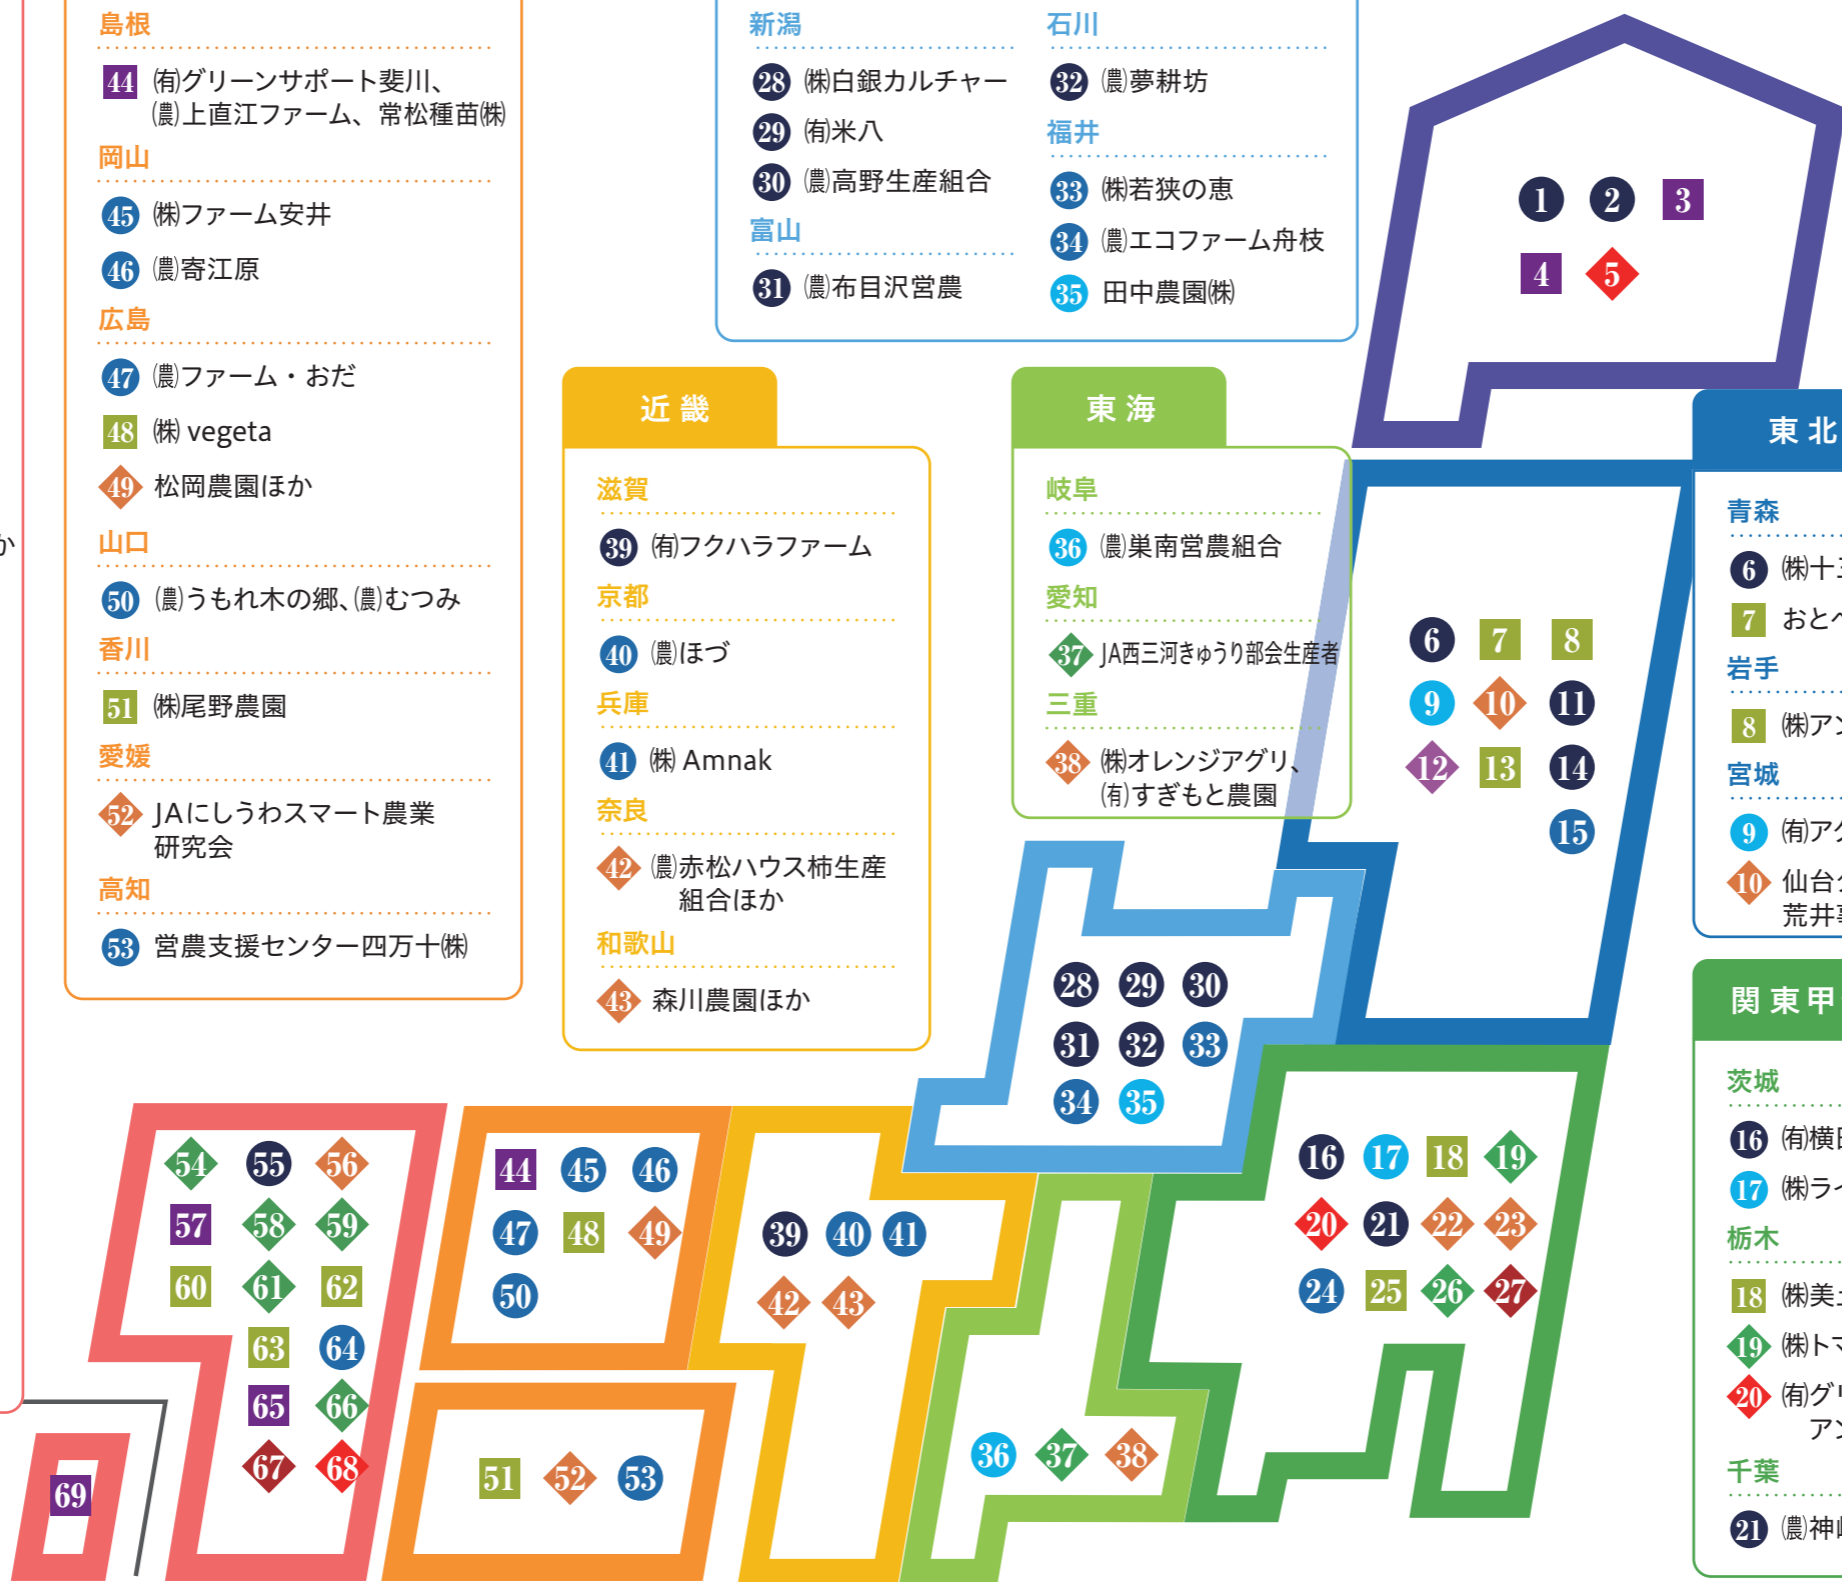 か
島根
44 ㈲グリーンサポート斐川、
(農)上直江ファーム、常松種苗㈱
岡山
45 ㈱ファーム安井
46 (農)寄江原
広島
47 (農)ファーム・おだ
48 ㈱ vegeta
49 松岡農園ほか
山口
50 (農)うもれ木の郷、(農)むつみ
香川
51 ㈱尾野農園
愛媛
52 JAにしうわスマート農業
研究会
高知
53 営農支援センター四万十㈱
新潟
28 ㈱白銀カルチャー
29 ㈲米八
30 (農)高野生産組合
富山
31 (農)布目沢営農
石川
32 (農)夢耕坊
福井
33 ㈱若狭の恵
34 (農)エコファーム舟枝
35 田中農園㈱
近畿
滋賀
39 ㈲フクハラファーム
京都
40 (農)ほづ
兵庫
41 ㈱ Amnak
奈良
42 (農)赤松ハウス柿生産
組合ほか
和歌山
43 森川農園ほか
東海
岐阜
36 (農)巣南営農組合
愛知
37 JA西三河きゅうり部会生産者
三重
38 ㈱オレンジアグリ、
㈲すぎもと農園
東北
青森
6 ㈱十
7 おと
岩手
8 ㈱ア
宮城
9 ㈲ア
10 仙台
荒井
関東甲
茨城
16 ㈲横
17 ㈱ラ
栃木
18 ㈱美
19 ㈱ト
20 ㈲グ
ア
千葉
21 (農)神
1 2 3
4 5
6 7 8
9 10 11
12 13 14
15
28 29 30
31 32 33
34 35
16 17 18 19
20 21 22 23
24 25 26 27
36 37 38
39 40 41
42 43
44 45 46
47 48 49
50
51 52 53
54 55 56
57 58 59
60 61 62
63 64
65 66
67 68
69